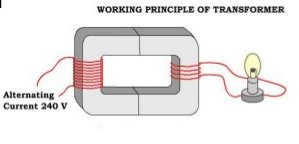 WORKING PRINCIPLE OF TRANSFORMER
Alternating
Current 240 V